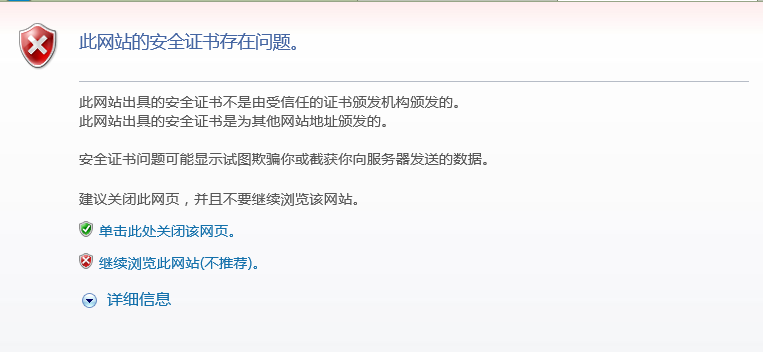 此网站的安全证书存在问题。
此网站出具的安全证书不是由受信任的证书颁发机构颁发的。
此网站出具的安全证书是为其他网站地址颁发的。
安全证书问题可能显示试图欺骗你或截获你向服务器发送的数据。
建议关闭此网页，并且不要继续浏览该网站。
单击此处关闭该网页。
继续浏览此网站(不推荐)。
详细信息